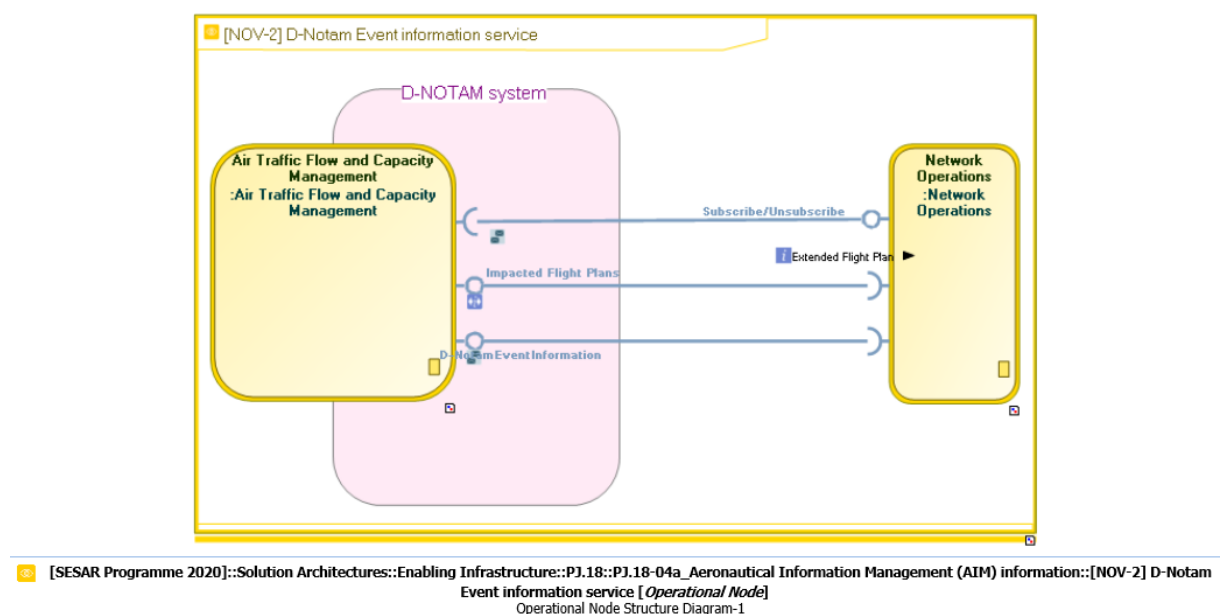 [NOV-2] D-Notam Event information service
D-NOTAM system
Air Traffic Flow and Capacity
Management
:Air Traffic Flow and Capacity
Management
Network
Operations
:Network
Operations
Subscribe/Unsubscribe
Extended Flight Plan
Impacted Flight Plans
D-NotamEventInformation
[SESAR Programme 2020]::Solution Architectures::Enabling Infrastructure::PJ.18::PJ.18-04a_Aeronautical Information Management (AIM) information::[NOV-2] D-Notam
Event information service [Operational Node]
Operational Node Structure Diagram-1